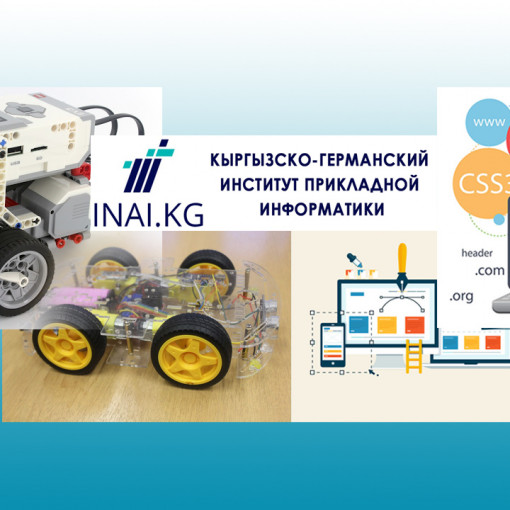 КЫРГЫЗСКО-ГЕРМАНСКИЙ
ИНСТИТУТ ПРИКЛАДНОЙ
ИНФОРМАТИКИ
INAI.KG
www.
CSS3
header
.com
.org